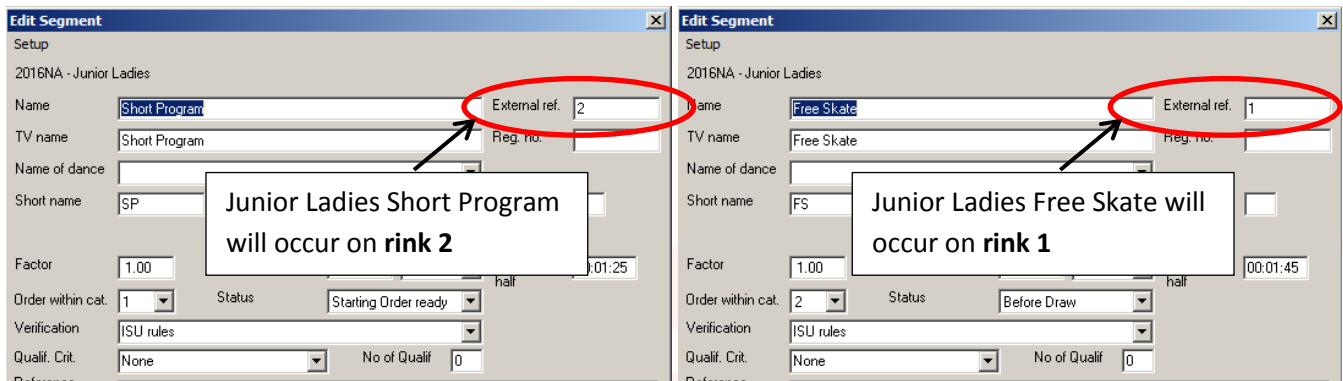 Edit Segment
Setup
2016NA - Junior Ladies
Name Short Program External ref. 2
TV name Short Program Reg. no.
Name of dance
Short name SP
Junior Ladies Short Program
will occur on rink 2
Factor 1.00 half :01:25
Order within cat. 1 Status Starting Order ready
Verification ISU rules
Qualif. Crit. None No of Qualif 0
Edit Segment
Setup
2016NA - Junior Ladies
Name Free Skate External ref. 1
TV name Free Skate Reg. no.
Name of dance
Short name FS
Junior Ladies Free Skate will
occur on rink 1
Factor 1.00 half 00:01:45
Order within cat. 2 Status Before Draw
Verification ISU rules
Qualif. Crit. None No of Qualif 0